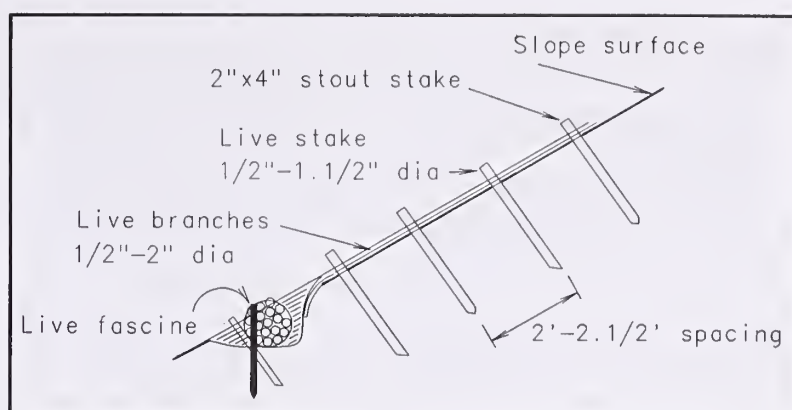 Slope surface
2"x4" stout stake
Live stake
1/2"-1.1/2" dia
Live branches
1/2"-2" dia
Live fascine
2'-2.1/2' spacing